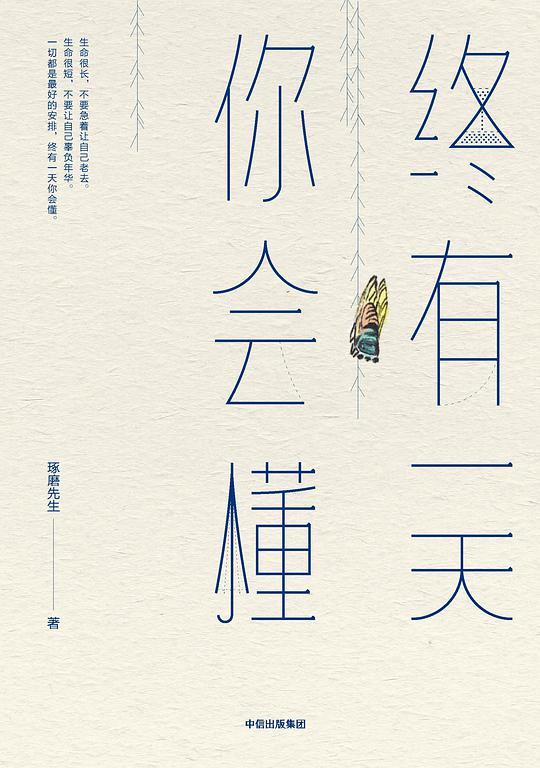 终有一天
你会懂
生命很长，不要急着让自己老去。
生命很短，不要让自己辜负年华。
一切都是最好的安排，终有一天你会懂。
琢磨先生
著
中信出版集团